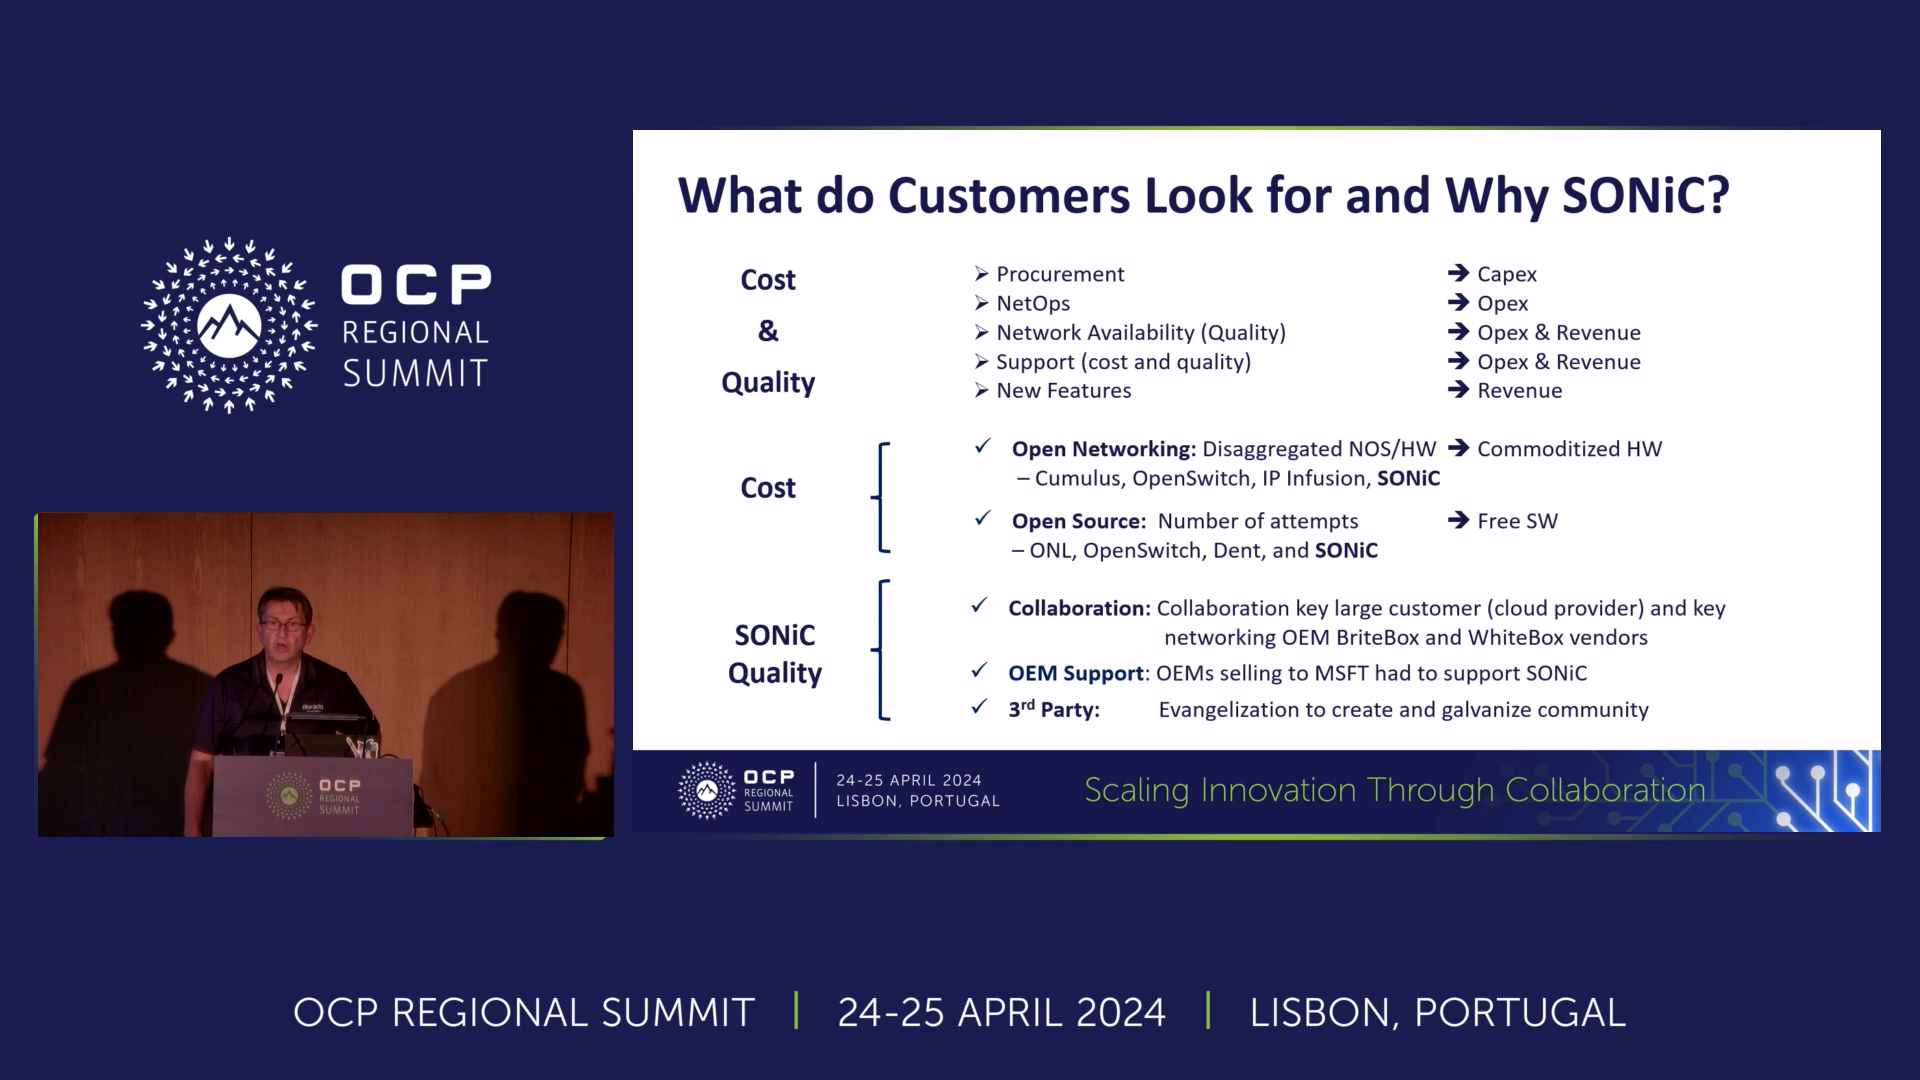 OCP
REGIONAL
SUMMIT
What do Customers Look for and Why SONiC?
Cost
&
Quality
➢ Procurement ➔ Capex
➢ NetOps ➔ Opex
➢ Network Availability (Quality) ➔ Opex & Revenue
➢ Support (cost and quality) ➔ Opex & Revenue
➢ New Features ➔ Revenue
Cost
✓ Open Networking: Disaggregated NOS/HW ➔ Commoditized HW
– Cumulus, OpenSwitch, IP Infusion, SONiC
✓ Open Source: Number of attempts ➔ Free SW
– ONL, OpenSwitch, Dent, and SONiC
SONiC
Quality
✓ Collaboration: Collaboration key large customer (cloud provider) and key
networking OEM BriteBox and WhiteBox vendors
✓ OEM Support: OEMs selling to MSFT had to support SONiC
✓ 3rd Party: Evangelization to create and galvanize community
dorado
OCP
REGIONAL
SUMMIT
OCP
REGIONAL
SUMMIT
24-25 APRIL 2024
LISBON, PORTUGAL
Scaling Innovation Through Collaboration
OCP REGIONAL SUMMIT | 24-25 APRIL 2024 | LISBON, PORTUGAL